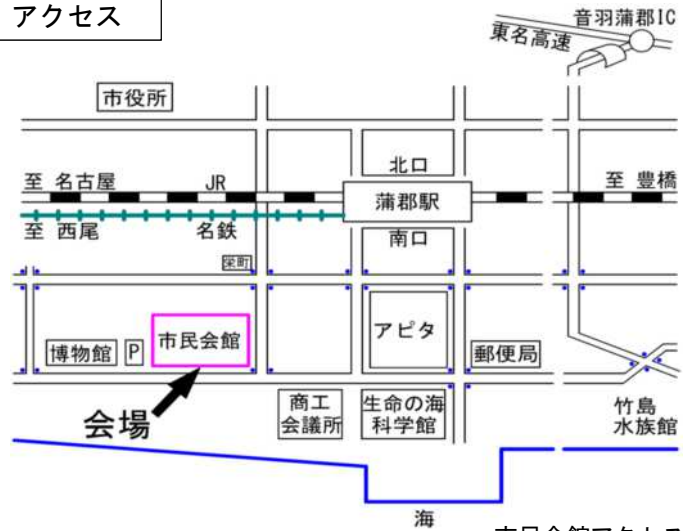 アクセス
音羽蒲郡IC
東名高速
市役所
北口
至 名古屋
JR
至 豊橋
蒲郡駅
至 西尾
名鉄
南口
栄町
市民会館
アピタ
博物館
P
郵便局
会場
商工
会議所
生命の海
科学館
竹島
水族館
海